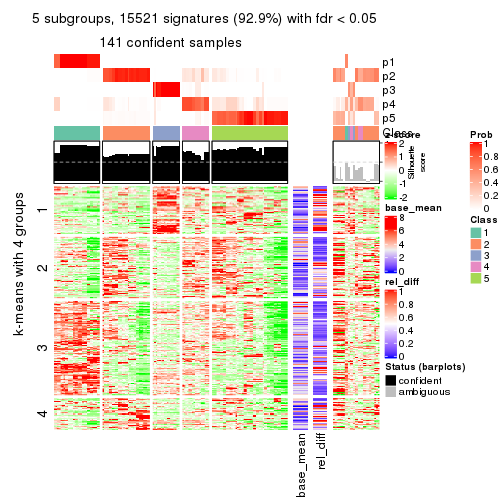 5 subgroups, 15521 signatures (92.9%) with fdr < 0.05
141 confident samples
p1
p2
p3
p4
p5
Class
k-means with 4 groups
1
2
3
4
base_mean
rel_diff
z-score
2
1
0
-1
-2
Silhouette
score
base_mean
8
6
4
2
0
rel_diff
1
0.8
0.6
0.4
0.2
0
Status (barplots)
confident
ambiguous
Prob
1
0.8
0.6
0.4
0.2
0
Class
1
2
3
4
5